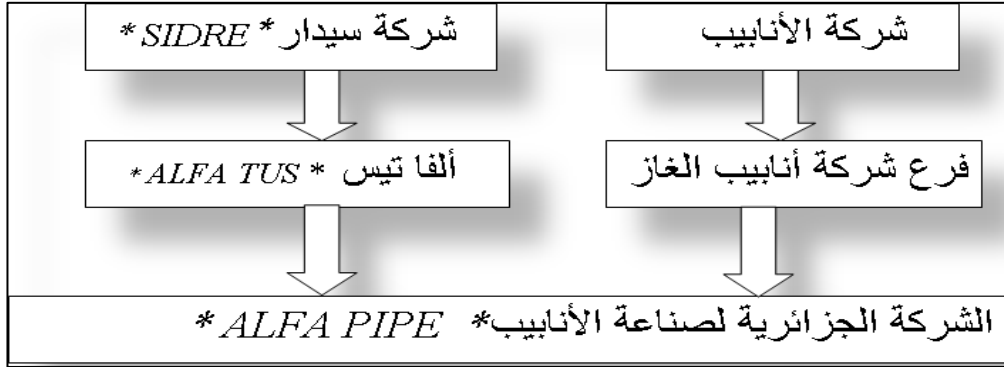 شركة الأنابيب
شركة سيدار * SIDRE *
فرع شركة أنابيب الغاز
ألفا تيس * ALFA TUS *
الشركة الجزائرية لصناعة الأنابيب* ALFA PIPE *